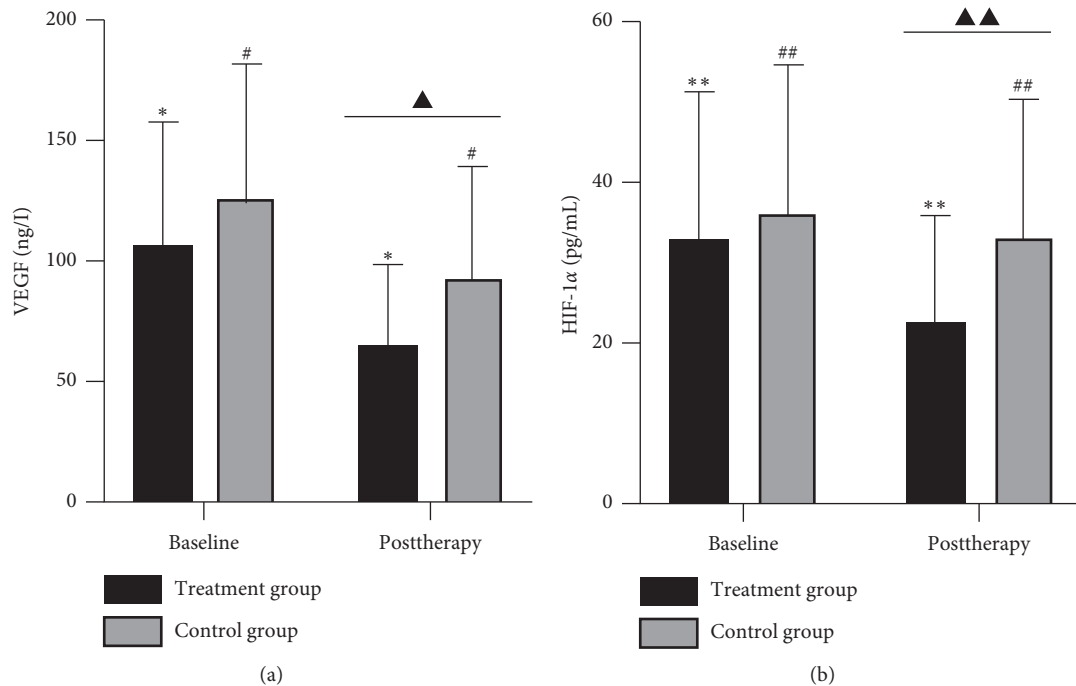 200
150
100
50
0
VEGF (ng/I)
*
#
▲
*
#
Baseline
Posttherapy
Treatment group
Control group
(a)
60
40
20
0
HIF-1α (pg/mL)
**
##
▲▲
**
##
Baseline
Posttherapy
Treatment group
Control group
(b)